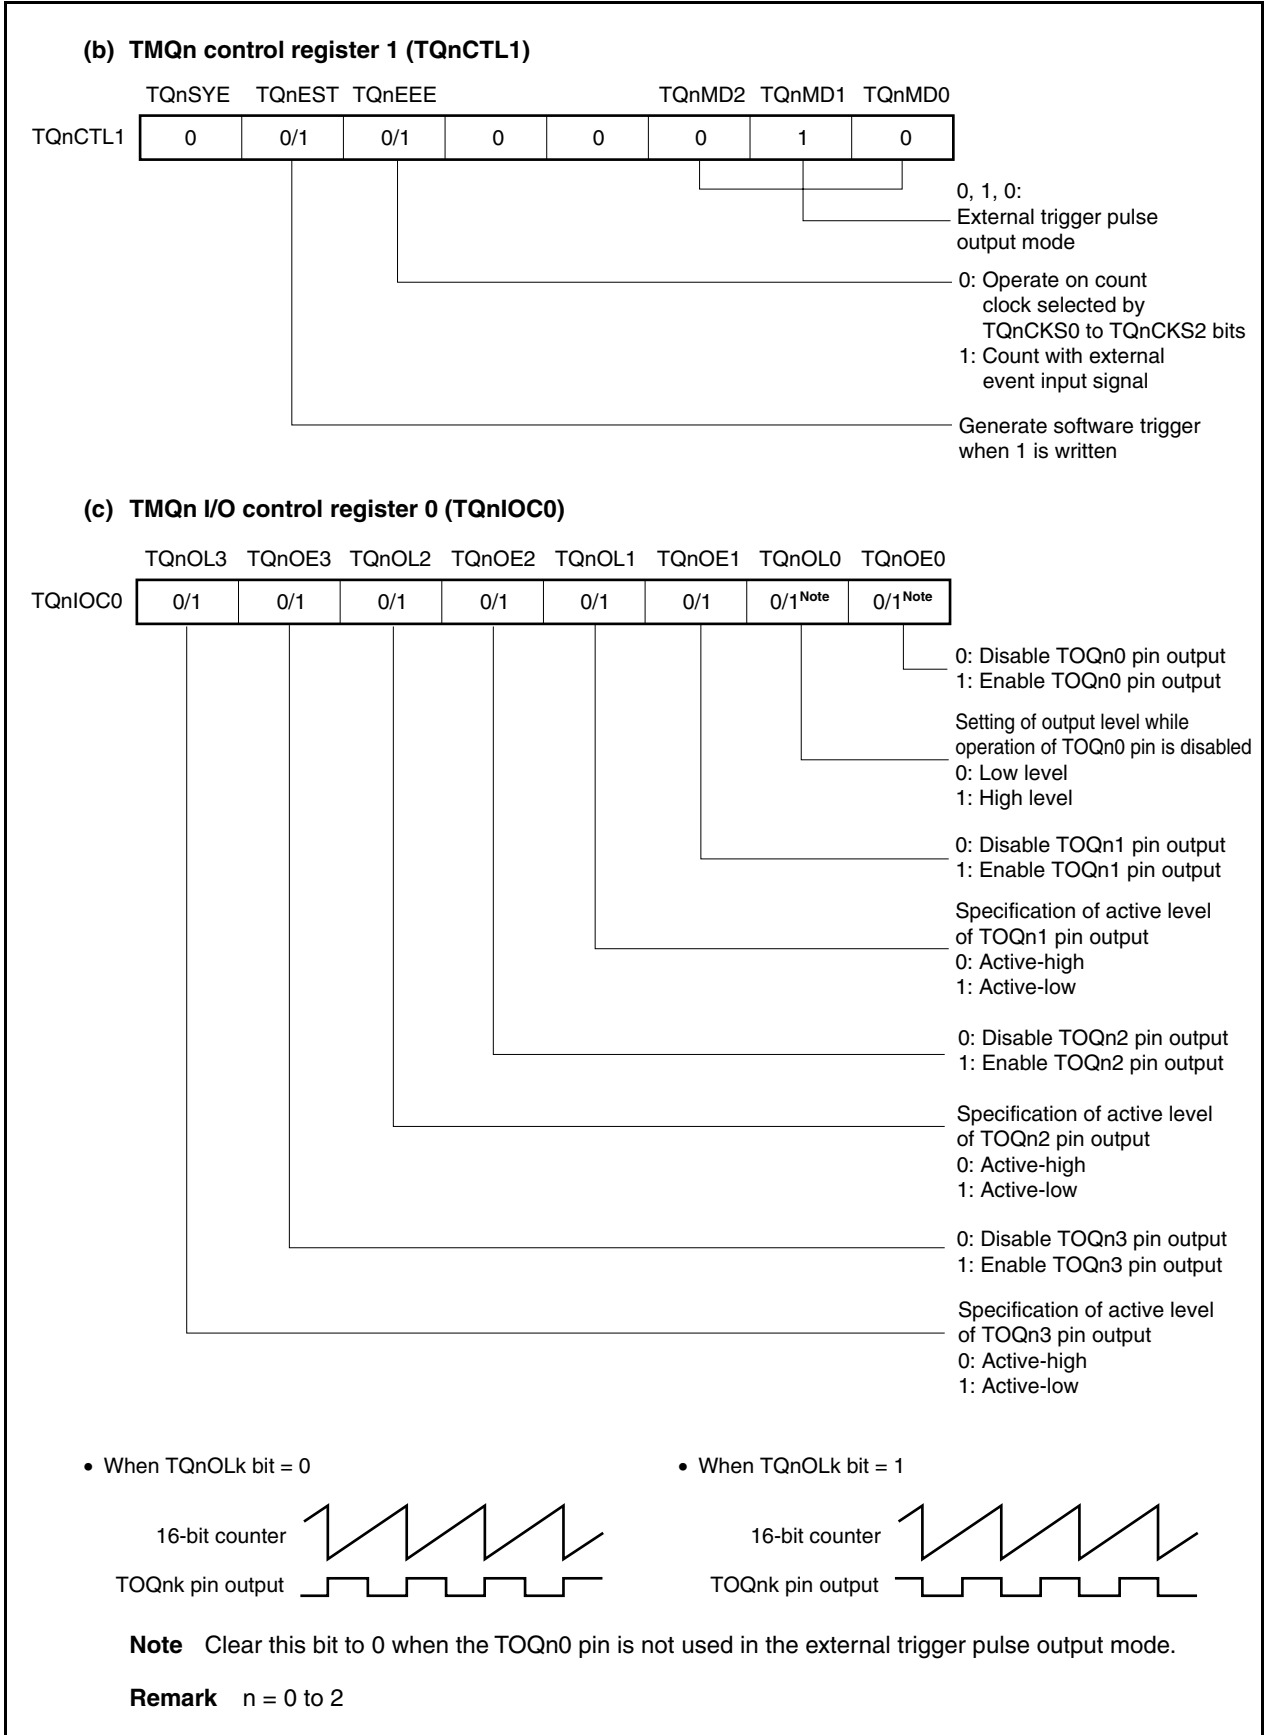 (b) TMQn control register 1 (TQnCTL1)
TQnSYE TQnEST TQnEEE TQnMD2 TQnMD1 TQnMD0
TQnCTL1 0 0/1 0/1 0 0 0 1 0
0, 1, 0:
External trigger pulse
output mode
0: Operate on count
clock selected by
TQnCKS0 to TQnCKS2 bits
1: Count with external
event input signal
Generate software trigger
when 1 is written
(c) TMQn I/O control register 0 (TQnIOC0)
TQnOL3 TQnOE3 TQnOL2 TQnOE2 TQnOL1 TQnOE1 TQnOL0 TQnOE0
TQnIOC0 0/1 0/1 0/1 0/1 0/1 0/1 0/1Note 0/1Note
0: Disable TOQn0 pin output
1: Enable TOQn0 pin output
Setting of output level while
operation of TOQn0 pin is disabled
0: Low level
1: High level
0: Disable TOQn1 pin output
1: Enable TOQn1 pin output
Specification of active level
of TOQn1 pin output
0: Active-high
1: Active-low
0: Disable TOQn2 pin output
1: Enable TOQn2 pin output
Specification of active level
of TOQn2 pin output
0: Active-high
1: Active-low
0: Disable TOQn3 pin output
1: Enable TOQn3 pin output
Specification of active level
of TOQn3 pin output
0: Active-high
1: Active-low
• When TQnOLk bit = 0
16-bit counter
TOQnk pin output
• When TQnOLk bit = 1
16-bit counter
TOQnk pin output
Note Clear this bit to 0 when the TOQn0 pin is not used in the external trigger pulse output mode.
Remark n = 0 to 2